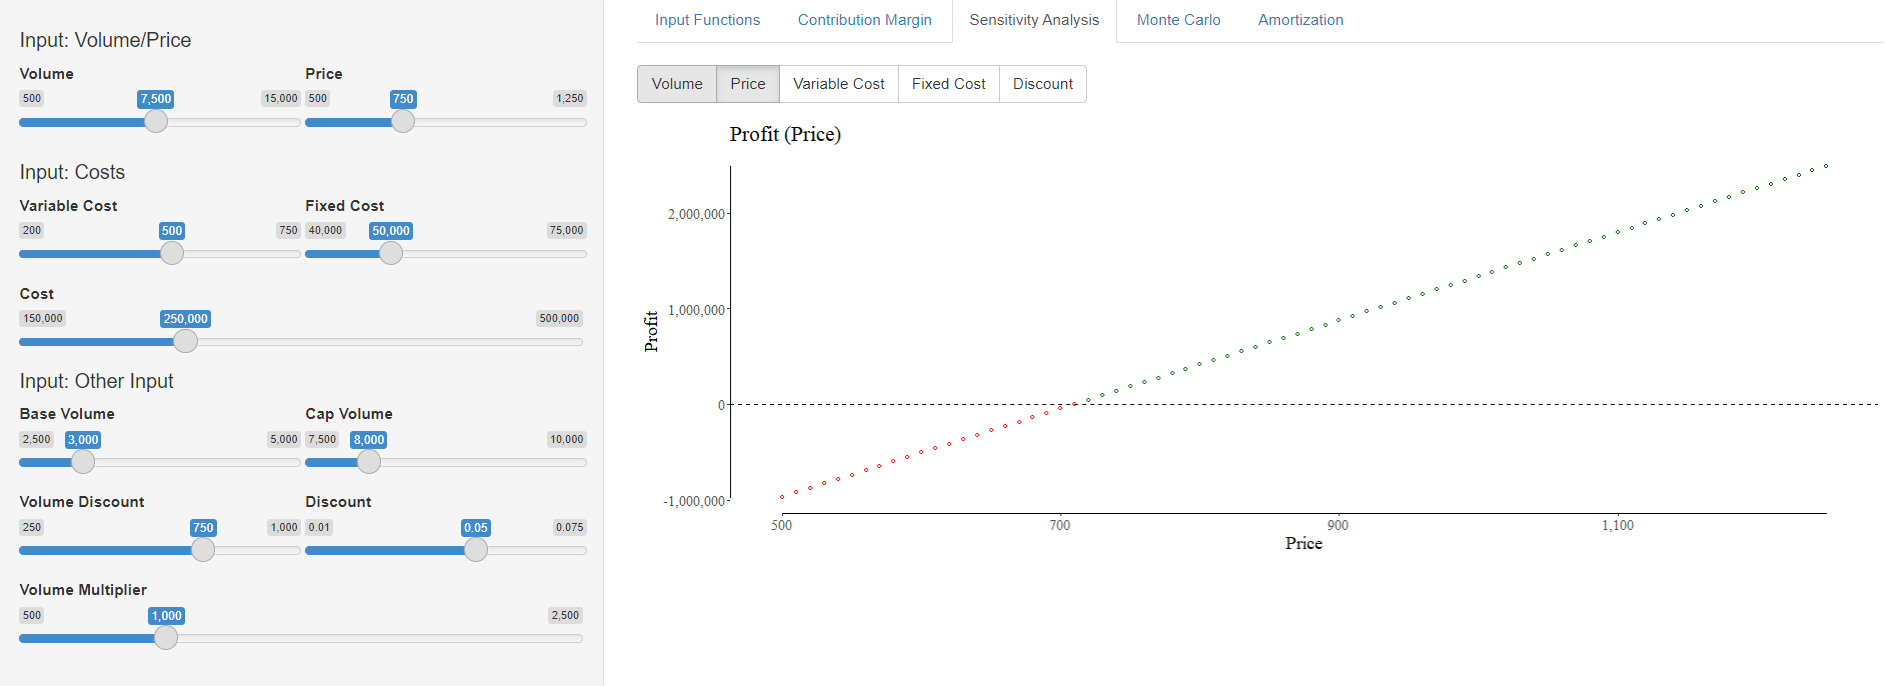 Input: Volume/Price
Volume
Price
500
7,500
15,000
500
750
1,250
Input: Costs
Variable Cost
Fixed Cost
200
500
750
40,000
50,000
75,000
Cost
150,000
250,000
500,000
Input: Other Input
Base Volume
Cap Volume
2,500
3,000
5,000
7,500
8,000
10,000
Volume Discount
Discount
250
750
1,000
0.01
0.05
0.075
Volume Multiplier
500
1,000
2,500
Input Functions
Contribution Margin
Sensitivity Analysis
Monte Carlo
Amortization
Volume
Price
Variable Cost
Fixed Cost
Discount
Profit (Price)
Profit
2,000,000
1,000,000
0
-1,000,000
500
700
900
1,100
Price